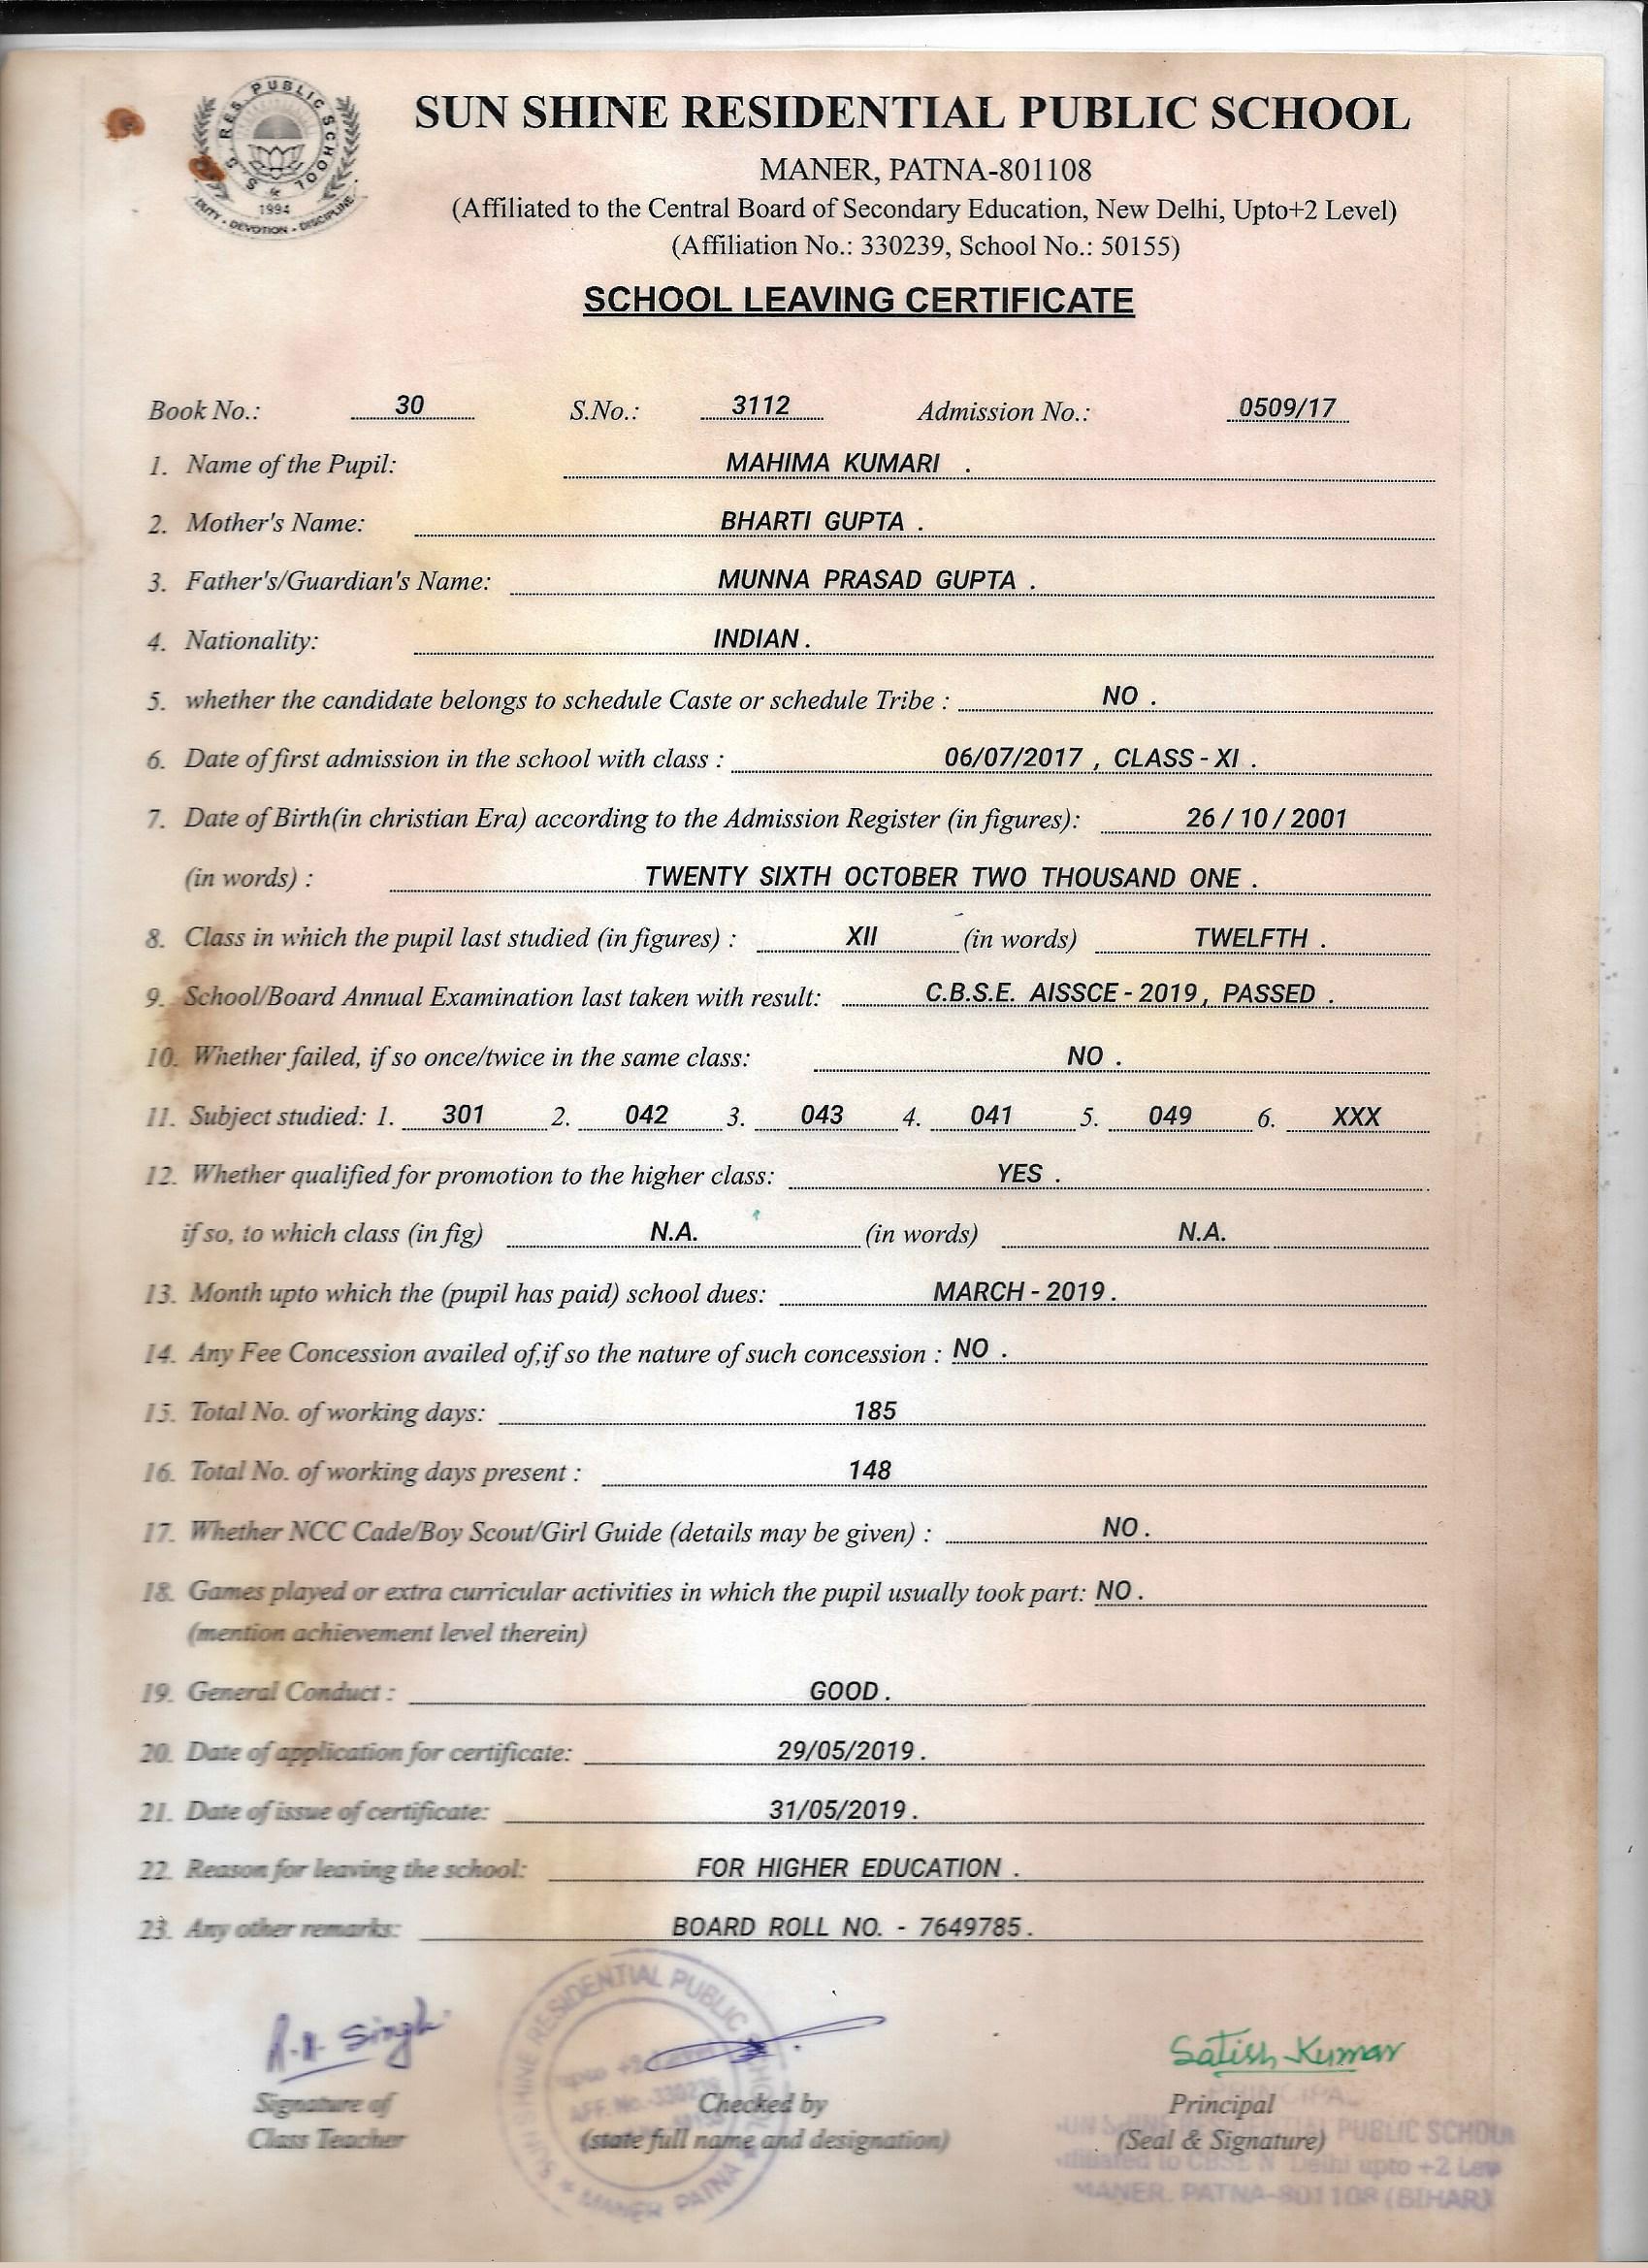 S.S. RES. PUBLIC SCHOOL
1994
DUTY - DEVOTION - DISCIPLINE
SUN SHINE RESIDENTIAL PUBLIC SCHOOL
MANER, PATNA-801108
(Affiliated to the Central Board of Secondary Education, New Delhi, Upto+2 Level)
(Affiliation No.: 330239, School No.: 50155)
SCHOOL LEAVING CERTIFICATE
Book No.: 30 S.No.: 3112 Admission No.: 0509/17
1. Name of the Pupil: MAHIMA KUMARI .
2. Mother's Name: BHARTI GUPTA .
3. Father's/Guardian's Name: MUNNA PRASAD GUPTA .
4. Nationality: INDIAN .
5. whether the candidate belongs to schedule Caste or schedule Tribe : NO .
6. Date of first admission in the school with class : 06/07/2017 , CLASS - XI .
7. Date of Birth(in christian Era) according to the Admission Register (in figures): 26 / 10 / 2001
(in words) : TWENTY SIXTH OCTOBER TWO THOUSAND ONE .
8. Class in which the pupil last studied (in figures) : XII (in words) TWELFTH .
9. School/Board Annual Examination last taken with result: C.B.S.E. AISSCE - 2019, PASSED .
10. Whether failed, if so once/twice in the same class: NO .
11. Subject studied: 1. 301 2. 042 3. 043 4. 041 5. 049 6. XXX
12. Whether qualified for promotion to the higher class: YES .
if so, to which class (in fig) N.A. (in words) N.A.
13. Month upto which the (pupil has paid) school dues: MARCH - 2019 .
14. Any Fee Concession availed of,if so the nature of such concession : NO .
15. Total No. of working days: 185
16. Total No. of working days present : 148
17. Whether NCC Cade/Boy Scout/Girl Guide (details may be given) : NO .
18. Games played or extra curricular activities in which the pupil usually took part: NO .
(mention achievement level therein)
19. General Conduct : GOOD .
20. Date of application for certificate: 29/05/2019 .
21. Date of issue of certificate: 31/05/2019 .
22. Reason for leaving the school: FOR HIGHER EDUCATION .
23. Any other remarks: BOARD ROLL NO. - 7649785 .
SUN SHINE RESIDENTIAL PUBLIC SCHOOL
upto +2
AFF. No.-330239
MANER PATNA
Singh
Satish Kumar
Signature of
Class Teacher
Checked by
(state full name and designation)
Principal
(Seal & Signature)
PRINCIPAL
SUN SHINE RESIDENTIAL PUBLIC SCHOOL
Affiliated to CBSE N Delhi upto +2 Lev
MANER, PATNA-801108 (BIHAR)